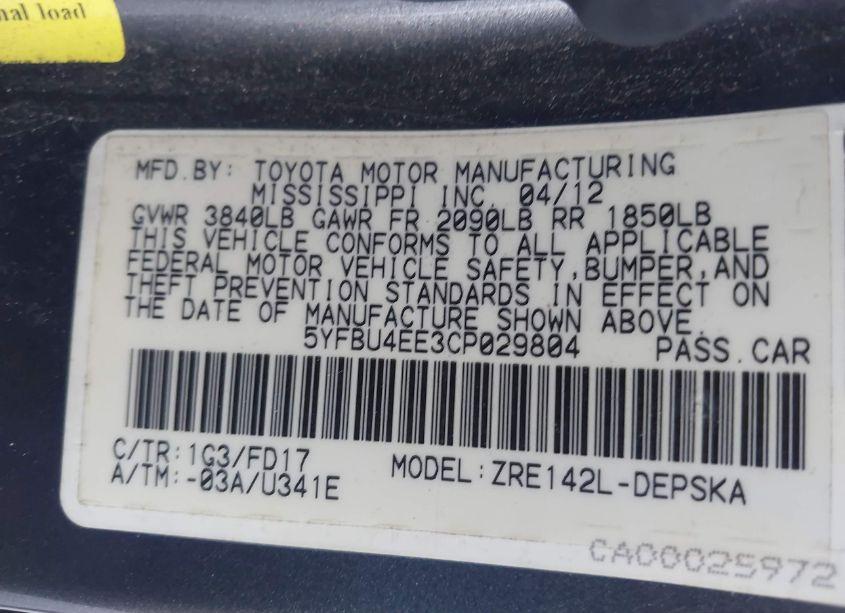 nal load
MFD.BY: TOYOTA MOTOR MANUFACTURING
MISSISSIPPI INC. 04/12
GVWR 3840LB GAWR FR 2090LB RR 1850LB
THIS VEHICLE CONFORMS TO ALL APPLICABLE
FEDERAL MOTOR VEHICLE SAFETY,BUMPER,AND
THEFT PREVENTION STANDARDS IN EFFECT ON
THE DATE OF MANUFACTURE SHOWN ABOVE.
5YFBU4EE3CP029804 PASS.CAR
C/TR:1G3/FD17
A/TM:-03A/U341E
MODEL:ZRE142L-DEPSKA
CA00025972